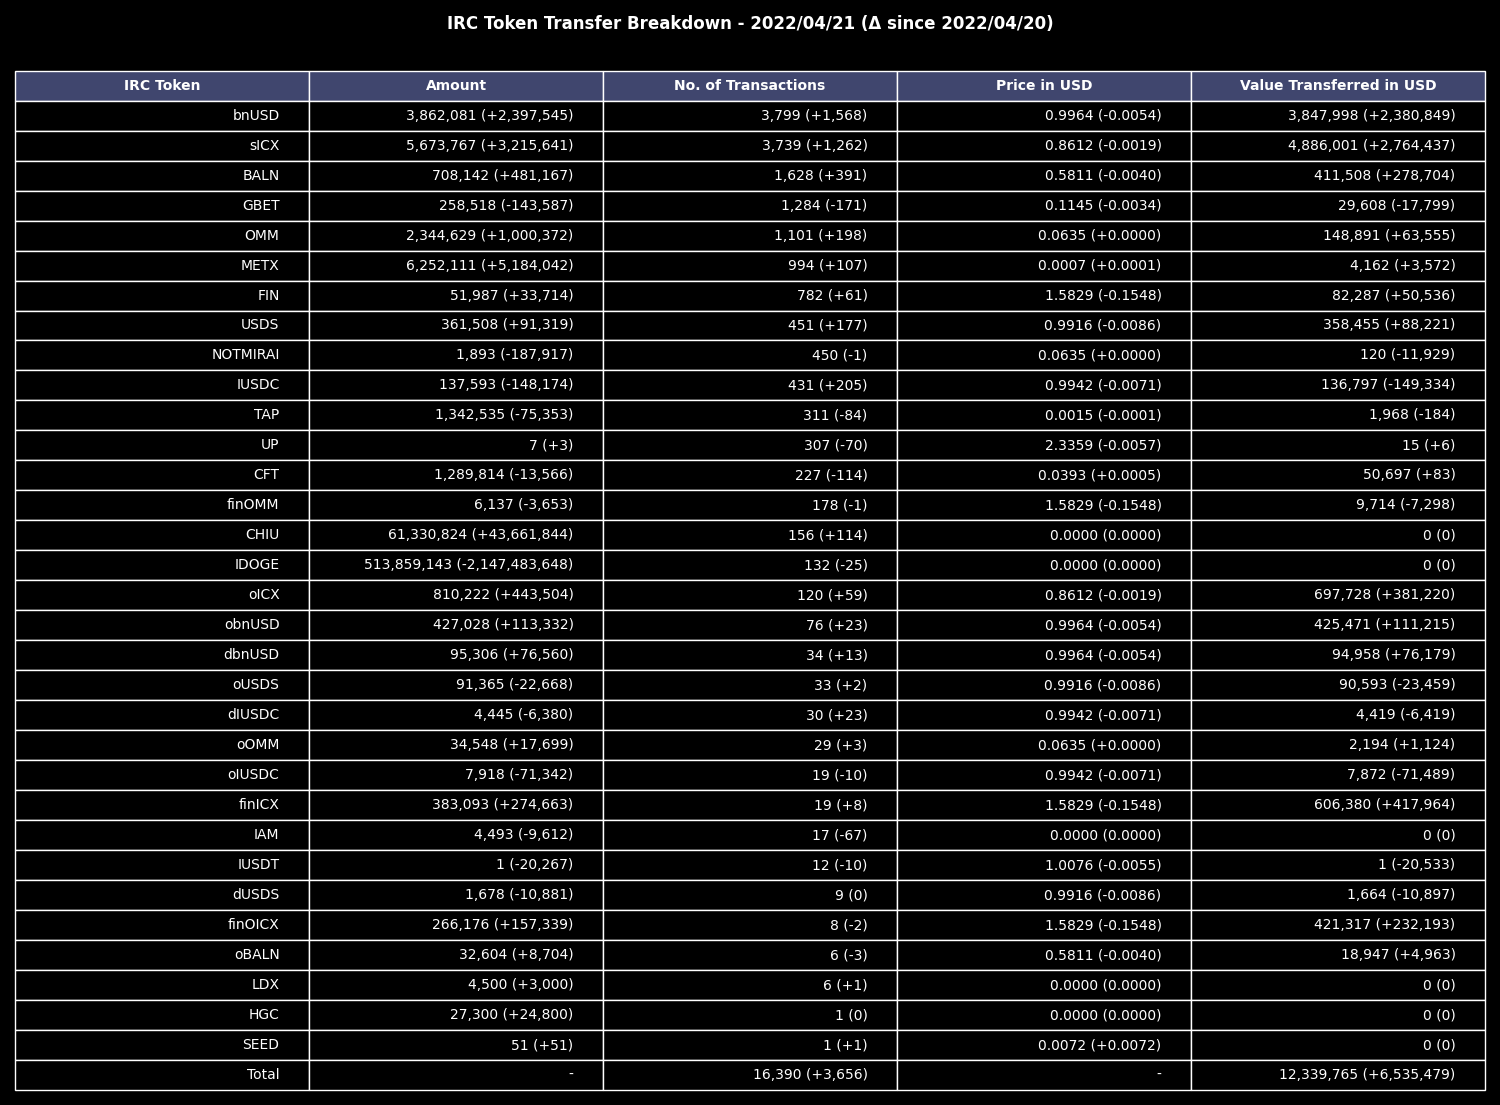 IRC Token Transfer Breakdown - 2022/04/21 (Δ since 2022/04/20)
IRC Token Amount No. of Transactions Price in USD Value Transferred in USD
bnUSD 3,862,081 (+2,397,545) 3,799 (+1,568) 0.9964 (-0.0054) 3,847,998 (+2,380,849)
sICX 5,673,767 (+3,215,641) 3,739 (+1,262) 0.8612 (-0.0019) 4,886,001 (+2,764,437)
BALN 708,142 (+481,167) 1,628 (+391) 0.5811 (-0.0040) 411,508 (+278,704)
GBET 258,518 (-143,587) 1,284 (-171) 0.1145 (-0.0034) 29,608 (-17,799)
OMM 2,344,629 (+1,000,372) 1,101 (+198) 0.0635 (+0.0000) 148,891 (+63,555)
METX 6,252,111 (+5,184,042) 994 (+107) 0.0007 (+0.0001) 4,162 (+3,572)
FIN 51,987 (+33,714) 782 (+61) 1.5829 (-0.1548) 82,287 (+50,536)
USDS 361,508 (+91,319) 451 (+177) 0.9916 (-0.0086) 358,455 (+88,221)
NOTMIRAI 1,893 (-187,917) 450 (-1) 0.0635 (+0.0000) 120 (-11,929)
IUSDC 137,593 (-148,174) 431 (+205) 0.9942 (-0.0071) 136,797 (-149,334)
TAP 1,342,535 (-75,353) 311 (-84) 0.0015 (-0.0001) 1,968 (-184)
UP 7 (+3) 307 (-70) 2.3359 (-0.0057) 15 (+6)
CFT 1,289,814 (-13,566) 227 (-114) 0.0393 (+0.0005) 50,697 (+83)
finOMM 6,137 (-3,653) 178 (-1) 1.5829 (-0.1548) 9,714 (-7,298)
CHIU 61,330,824 (+43,661,844) 156 (+114) 0.0000 (0.0000) 0 (0)
IDOGE 513,859,143 (-2,147,483,648) 132 (-25) 0.0000 (0.0000) 0 (0)
oICX 810,222 (+443,504) 120 (+59) 0.8612 (-0.0019) 697,728 (+381,220)
obnUSD 427,028 (+113,332) 76 (+23) 0.9964 (-0.0054) 425,471 (+111,215)
dbnUSD 95,306 (+76,560) 34 (+13) 0.9964 (-0.0054) 94,958 (+76,179)
oUSDS 91,365 (-22,668) 33 (+2) 0.9916 (-0.0086) 90,593 (-23,459)
dIUSDC 4,445 (-6,380) 30 (+23) 0.9942 (-0.0071) 4,419 (-6,419)
oOMM 34,548 (+17,699) 29 (+3) 0.0635 (+0.0000) 2,194 (+1,124)
oIUSDC 7,918 (-71,342) 19 (-10) 0.9942 (-0.0071) 7,872 (-71,489)
finICX 383,093 (+274,663) 19 (+8) 1.5829 (-0.1548) 606,380 (+417,964)
IAM 4,493 (-9,612) 17 (-67) 0.0000 (0.0000) 0 (0)
IUSDT 1 (-20,267) 12 (-10) 1.0076 (-0.0055) 1 (-20,533)
dUSDS 1,678 (-10,881) 9 (0) 0.9916 (-0.0086) 1,664 (-10,897)
finOICX 266,176 (+157,339) 8 (-2) 1.5829 (-0.1548) 421,317 (+232,193)
oBALN 32,604 (+8,704) 6 (-3) 0.5811 (-0.0040) 18,947 (+4,963)
LDX 4,500 (+3,000) 6 (+1) 0.0000 (0.0000) 0 (0)
HGC 27,300 (+24,800) 1 (0) 0.0000 (0.0000) 0 (0)
SEED 51 (+51) 1 (+1) 0.0072 (+0.0072) 0 (0)
Total - 16,390 (+3,656) - 12,339,765 (+6,535,479)